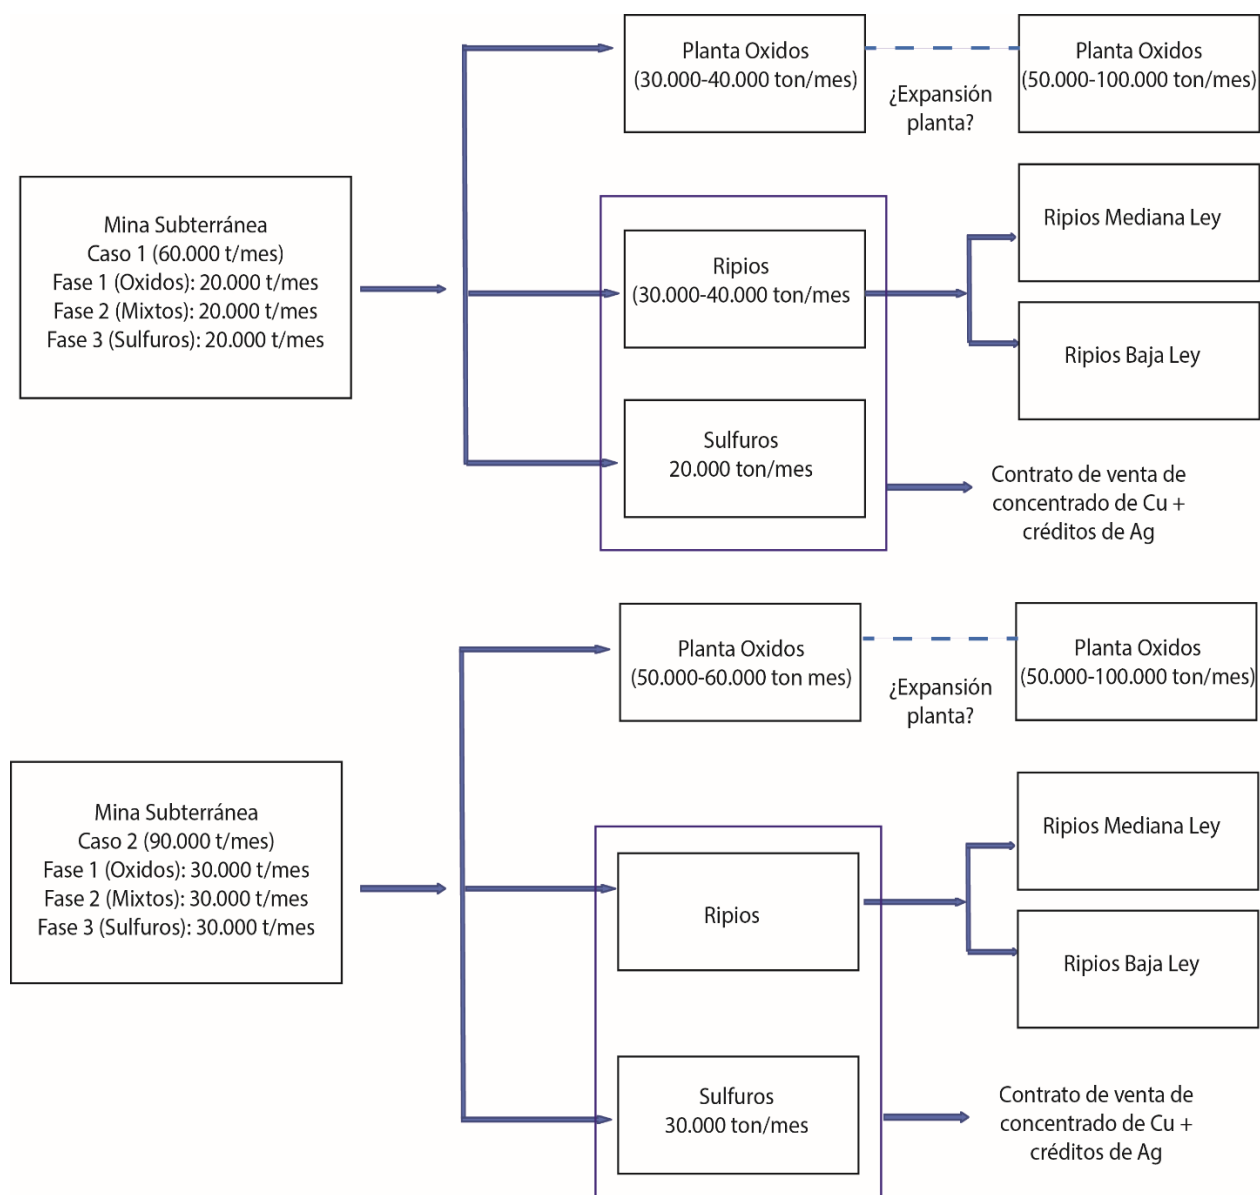 Planta Oxidos
(30.000-40.000 ton/mes)
¿Expansión
planta?
Planta Oxidos
(50.000-100.000 ton/mes)
Mina Subterránea
Caso 1 (60.000 t/mes)
Fase 1 (Oxidos): 20.000 t/mes
Fase 2 (Mixtos): 20.000 t/mes
Fase 3 (Sulfuros): 20.000 t/mes
Ripios
(30.000-40.000 ton/mes
Ripios Mediana Ley
Ripios Baja Ley
Sulfuros
20.000 ton/mes
Contrato de venta de
concentrado de Cu +
créditos de Ag
Planta Oxidos
(50.000-60.000 ton mes)
¿Expansión
planta?
Planta Oxidos
(50.000-100.000 ton/mes)
Mina Subterránea
Caso 2 (90.000 t/mes)
Fase 1 (Oxidos): 30.000 t/mes
Fase 2 (Mixtos): 30.000 t/mes
Fase 3 (Sulfuros): 30.000 t/mes
Ripios
Ripios Mediana Ley
Ripios Baja Ley
Sulfuros
30.000 ton/mes
Contrato de venta de
concentrado de Cu +
créditos de Ag